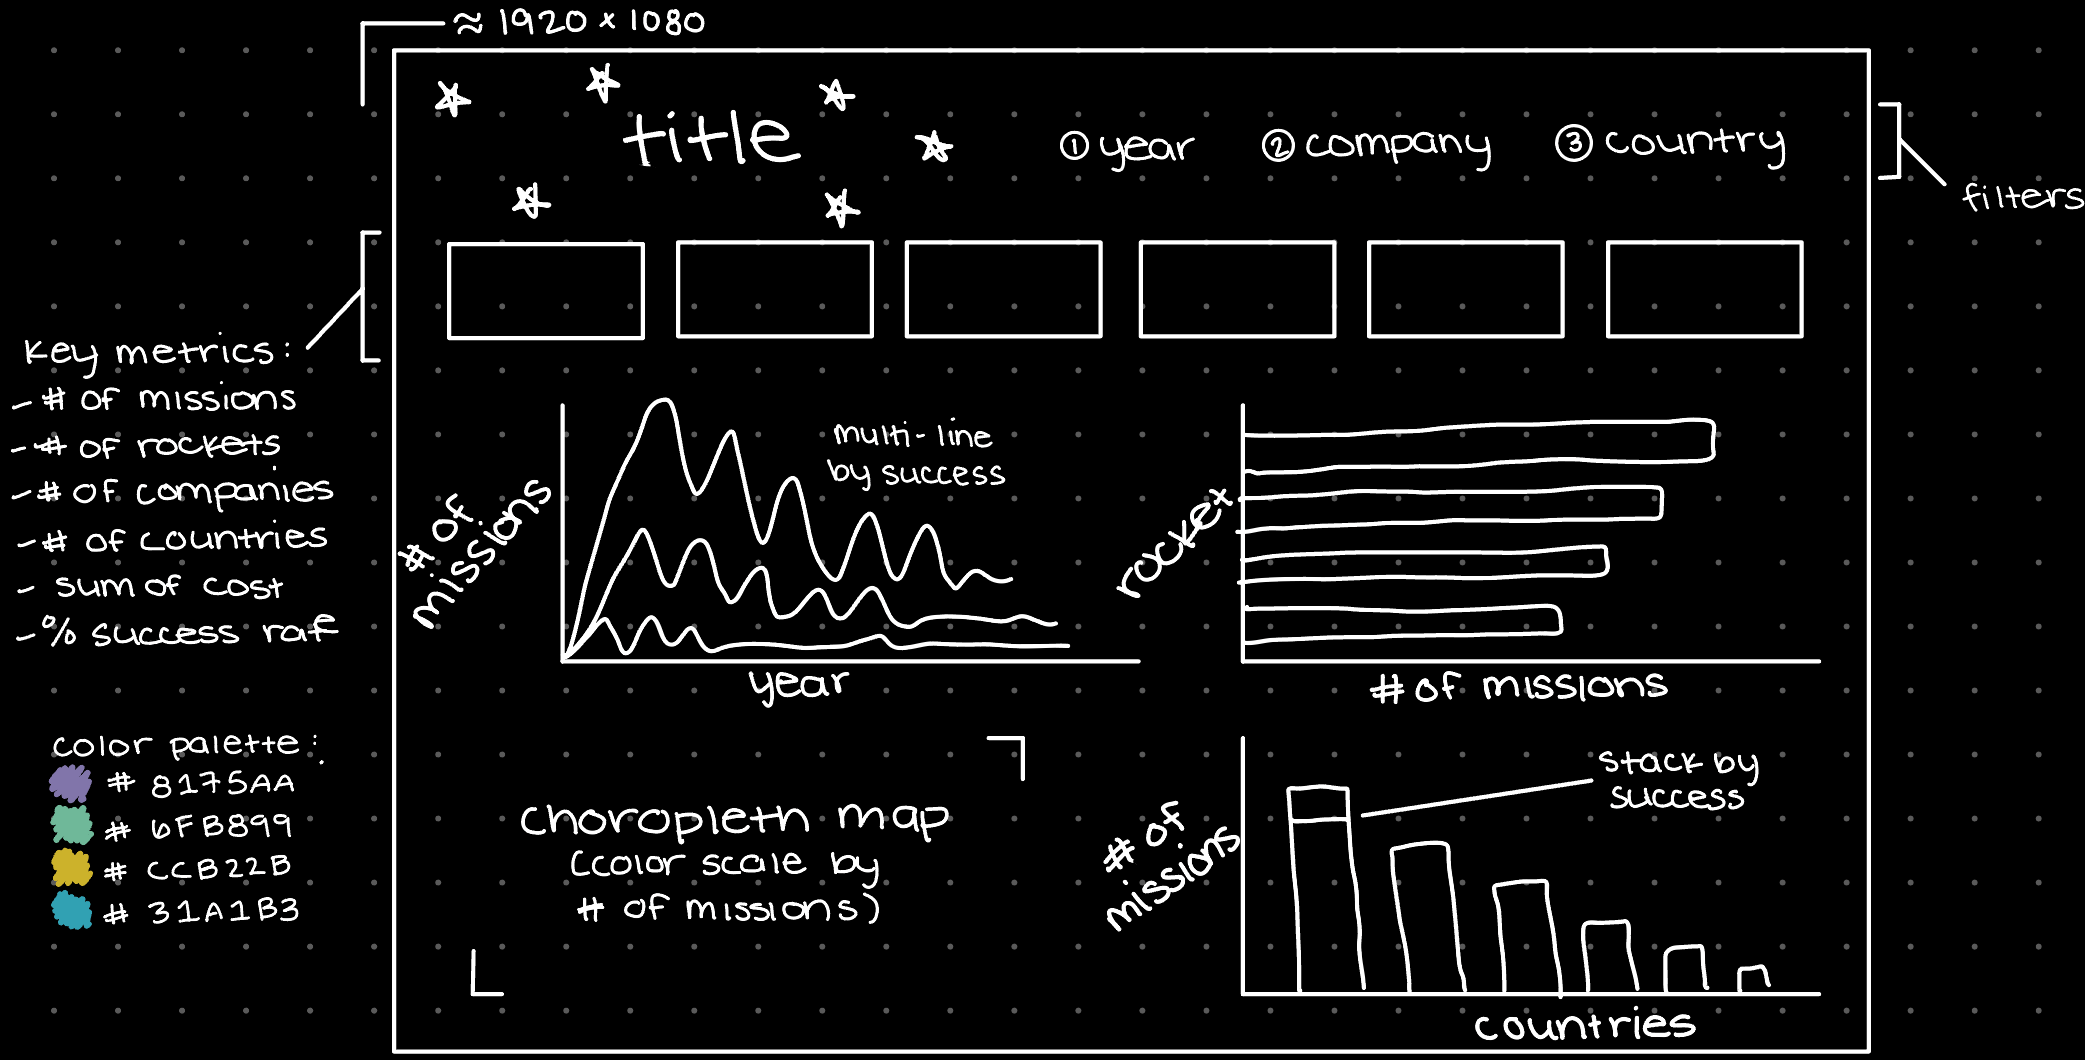 ≈ 1920 × 1080
title
① year ② company ③ country
filters
Key metrics:
- # of missions
- # of rockets
- # of companies
- # of countries
- sum of cost
- % success rate
# of
missions
multi-line
by success
year
rocket
# of missions
color palette:
# 8175AA
# 6FB899
# CCB22B
# 31A1B3
choropleth map
(color scale by
# of missions)
# of
missions
stack by
success
countries